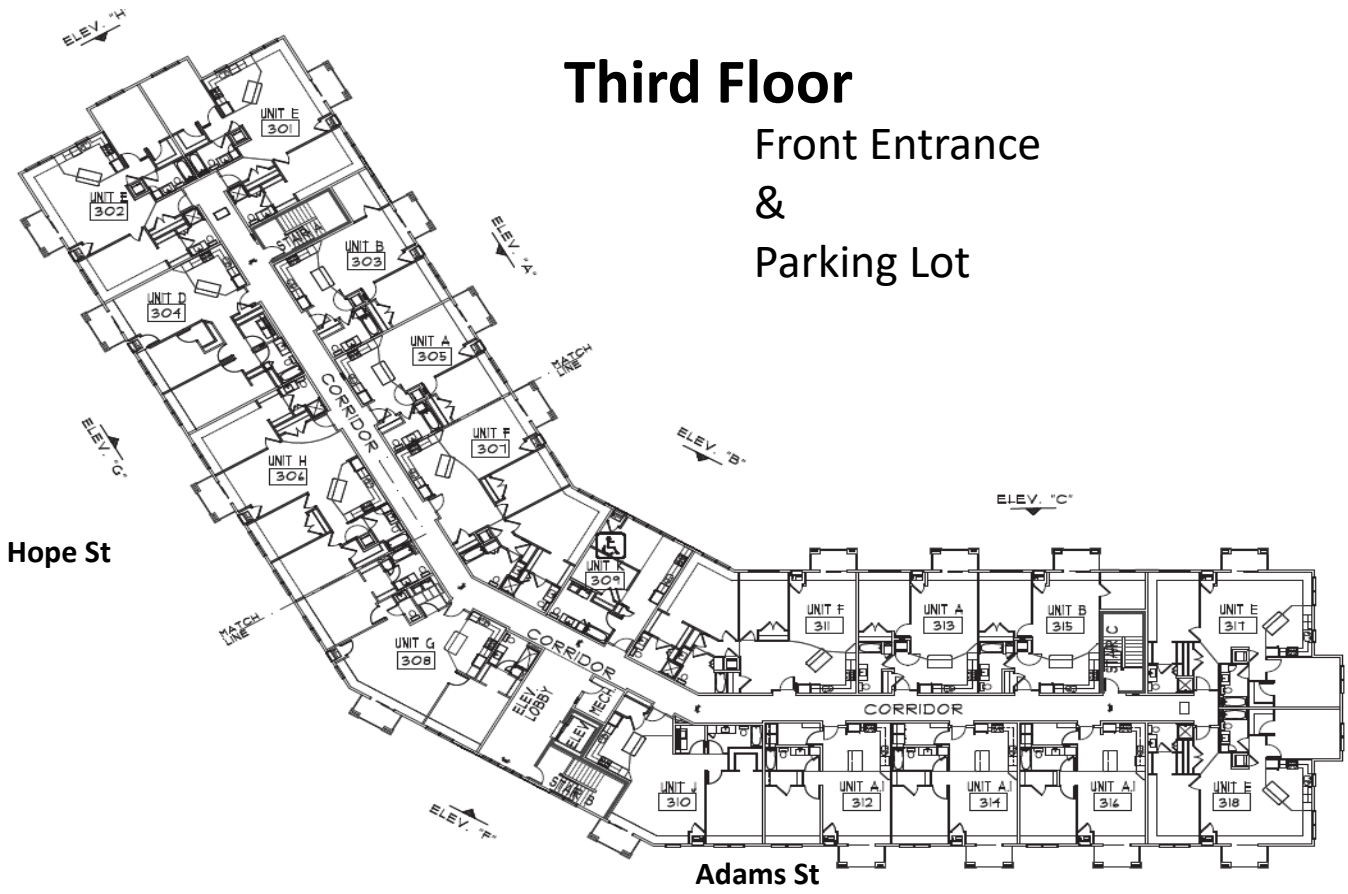 ELEV. "H"
Third Floor
Front Entrance
&
Parking Lot
UNIT E
301
UNIT E
302
STAIR A
UNIT B
303
ELEV. "A"
UNIT D
304
UNIT A
305
MATCH
LINE
CORRIDOR
ELEV. "G"
UNIT F
307
ELEV. "B"
UNIT H
306
ELEV. "C"
Hope St
UNIT K
309
MATCH
LINE
UNIT G
308
CORRIDOR
UNIT F
311
UNIT A
313
UNIT B
315
STAIR C
UNIT E
317
ELEV
LOBBY
MECH
ELEV
CORRIDOR
STAIR B
UNIT J
310
UNIT A.1
312
UNIT A.1
314
UNIT A.1
316
UNIT E
318
ELEV. "F"
Adams St